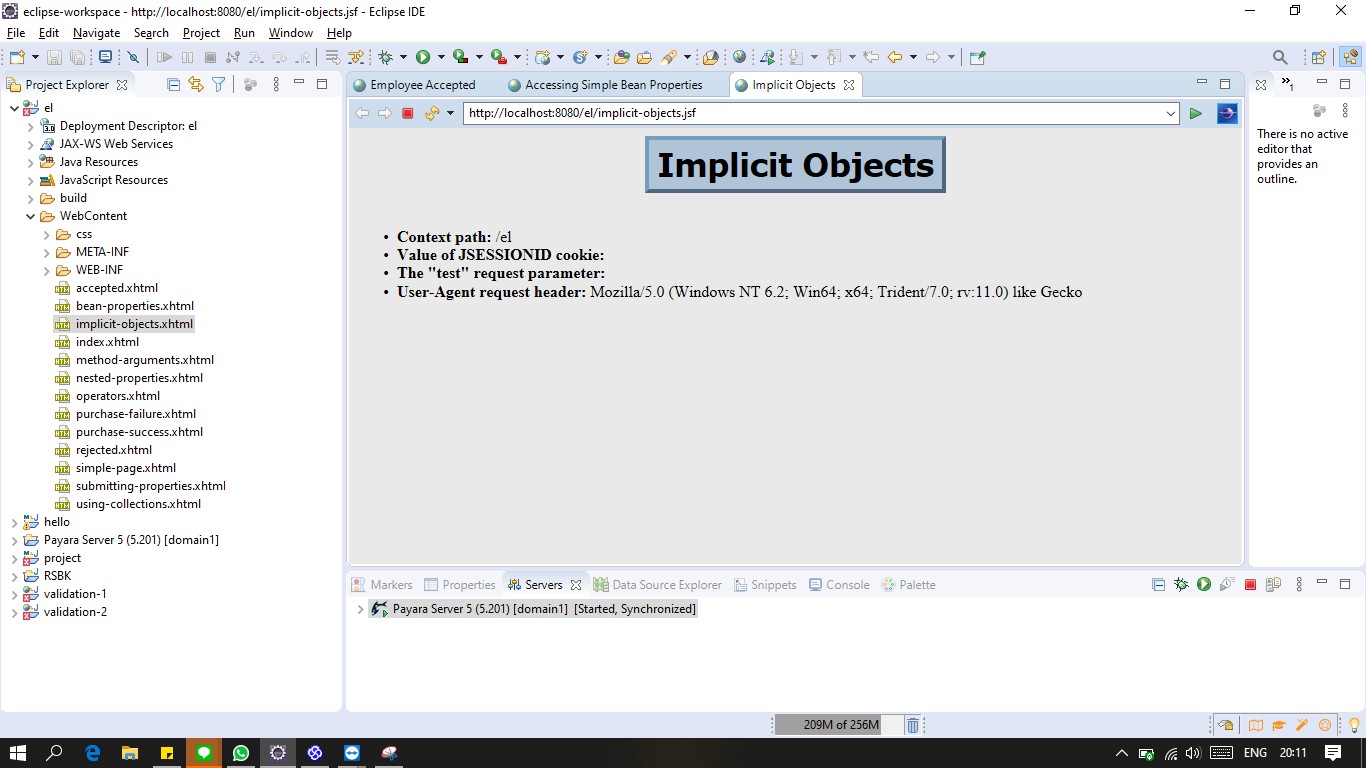 eclipse-workspace - http://localhost:8080/el/implicit-objects.jsf - Eclipse IDE
File Edit Navigate Search Project Run Window Help
Project Explorer
el
Deployment Descriptor: el
3.0
JAX-WS Web Services
Java Resources
JavaScript Resources
build
WebContent
css
META-INF
WEB-INF
accepted.xhtml
bean-properties.xhtml
implicit-objects.xhtml
index.xhtml
method-arguments.xhtml
nested-properties.xhtml
operators.xhtml
purchase-failure.xhtml
purchase-success.xhtml
rejected.xhtml
simple-page.xhtml
submitting-properties.xhtml
using-collections.xhtml
hello
Payara Server 5 (5.201) [domain1]
project
RSBK
validation-1
validation-2
Employee Accepted Accessing Simple Bean Properties Implicit Objects
http://localhost:8080/el/implicit-objects.jsf
Implicit Objects
• Context path: /el
• Value of JSESSIONID cookie:
• The "test" request parameter:
• User-Agent request header: Mozilla/5.0 (Windows NT 6.2; Win64; x64; Trident/7.0; rv:11.0) like Gecko
»1
There is no active
editor that
provides an
outline.
Markers Properties Servers Data Source Explorer Snippets Console Palette
Payara Server 5 (5.201) [domain1] [Started, Synchronized]
209M of 256M
ENG 20:11